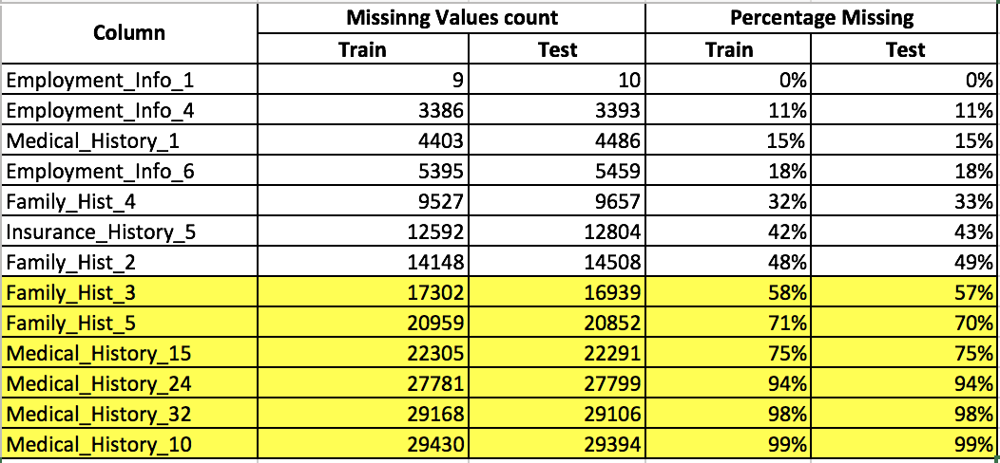 Column Missinng Values count Percentage Missing
Train Test Train Test
Employment_Info_1 9 10 0% 0%
Employment_Info_4 3386 3393 11% 11%
Medical_History_1 4403 4486 15% 15%
Employment_Info_6 5395 5459 18% 18%
Family_Hist_4 9527 9657 32% 33%
Insurance_History_5 12592 12804 42% 43%
Family_Hist_2 14148 14508 48% 49%
Family_Hist_3 17302 16939 58% 57%
Family_Hist_5 20959 20852 71% 70%
Medical_History_15 22305 22291 75% 75%
Medical_History_24 27781 27799 94% 94%
Medical_History_32 29168 29106 98% 98%
Medical_History_10 29430 29394 99% 99%